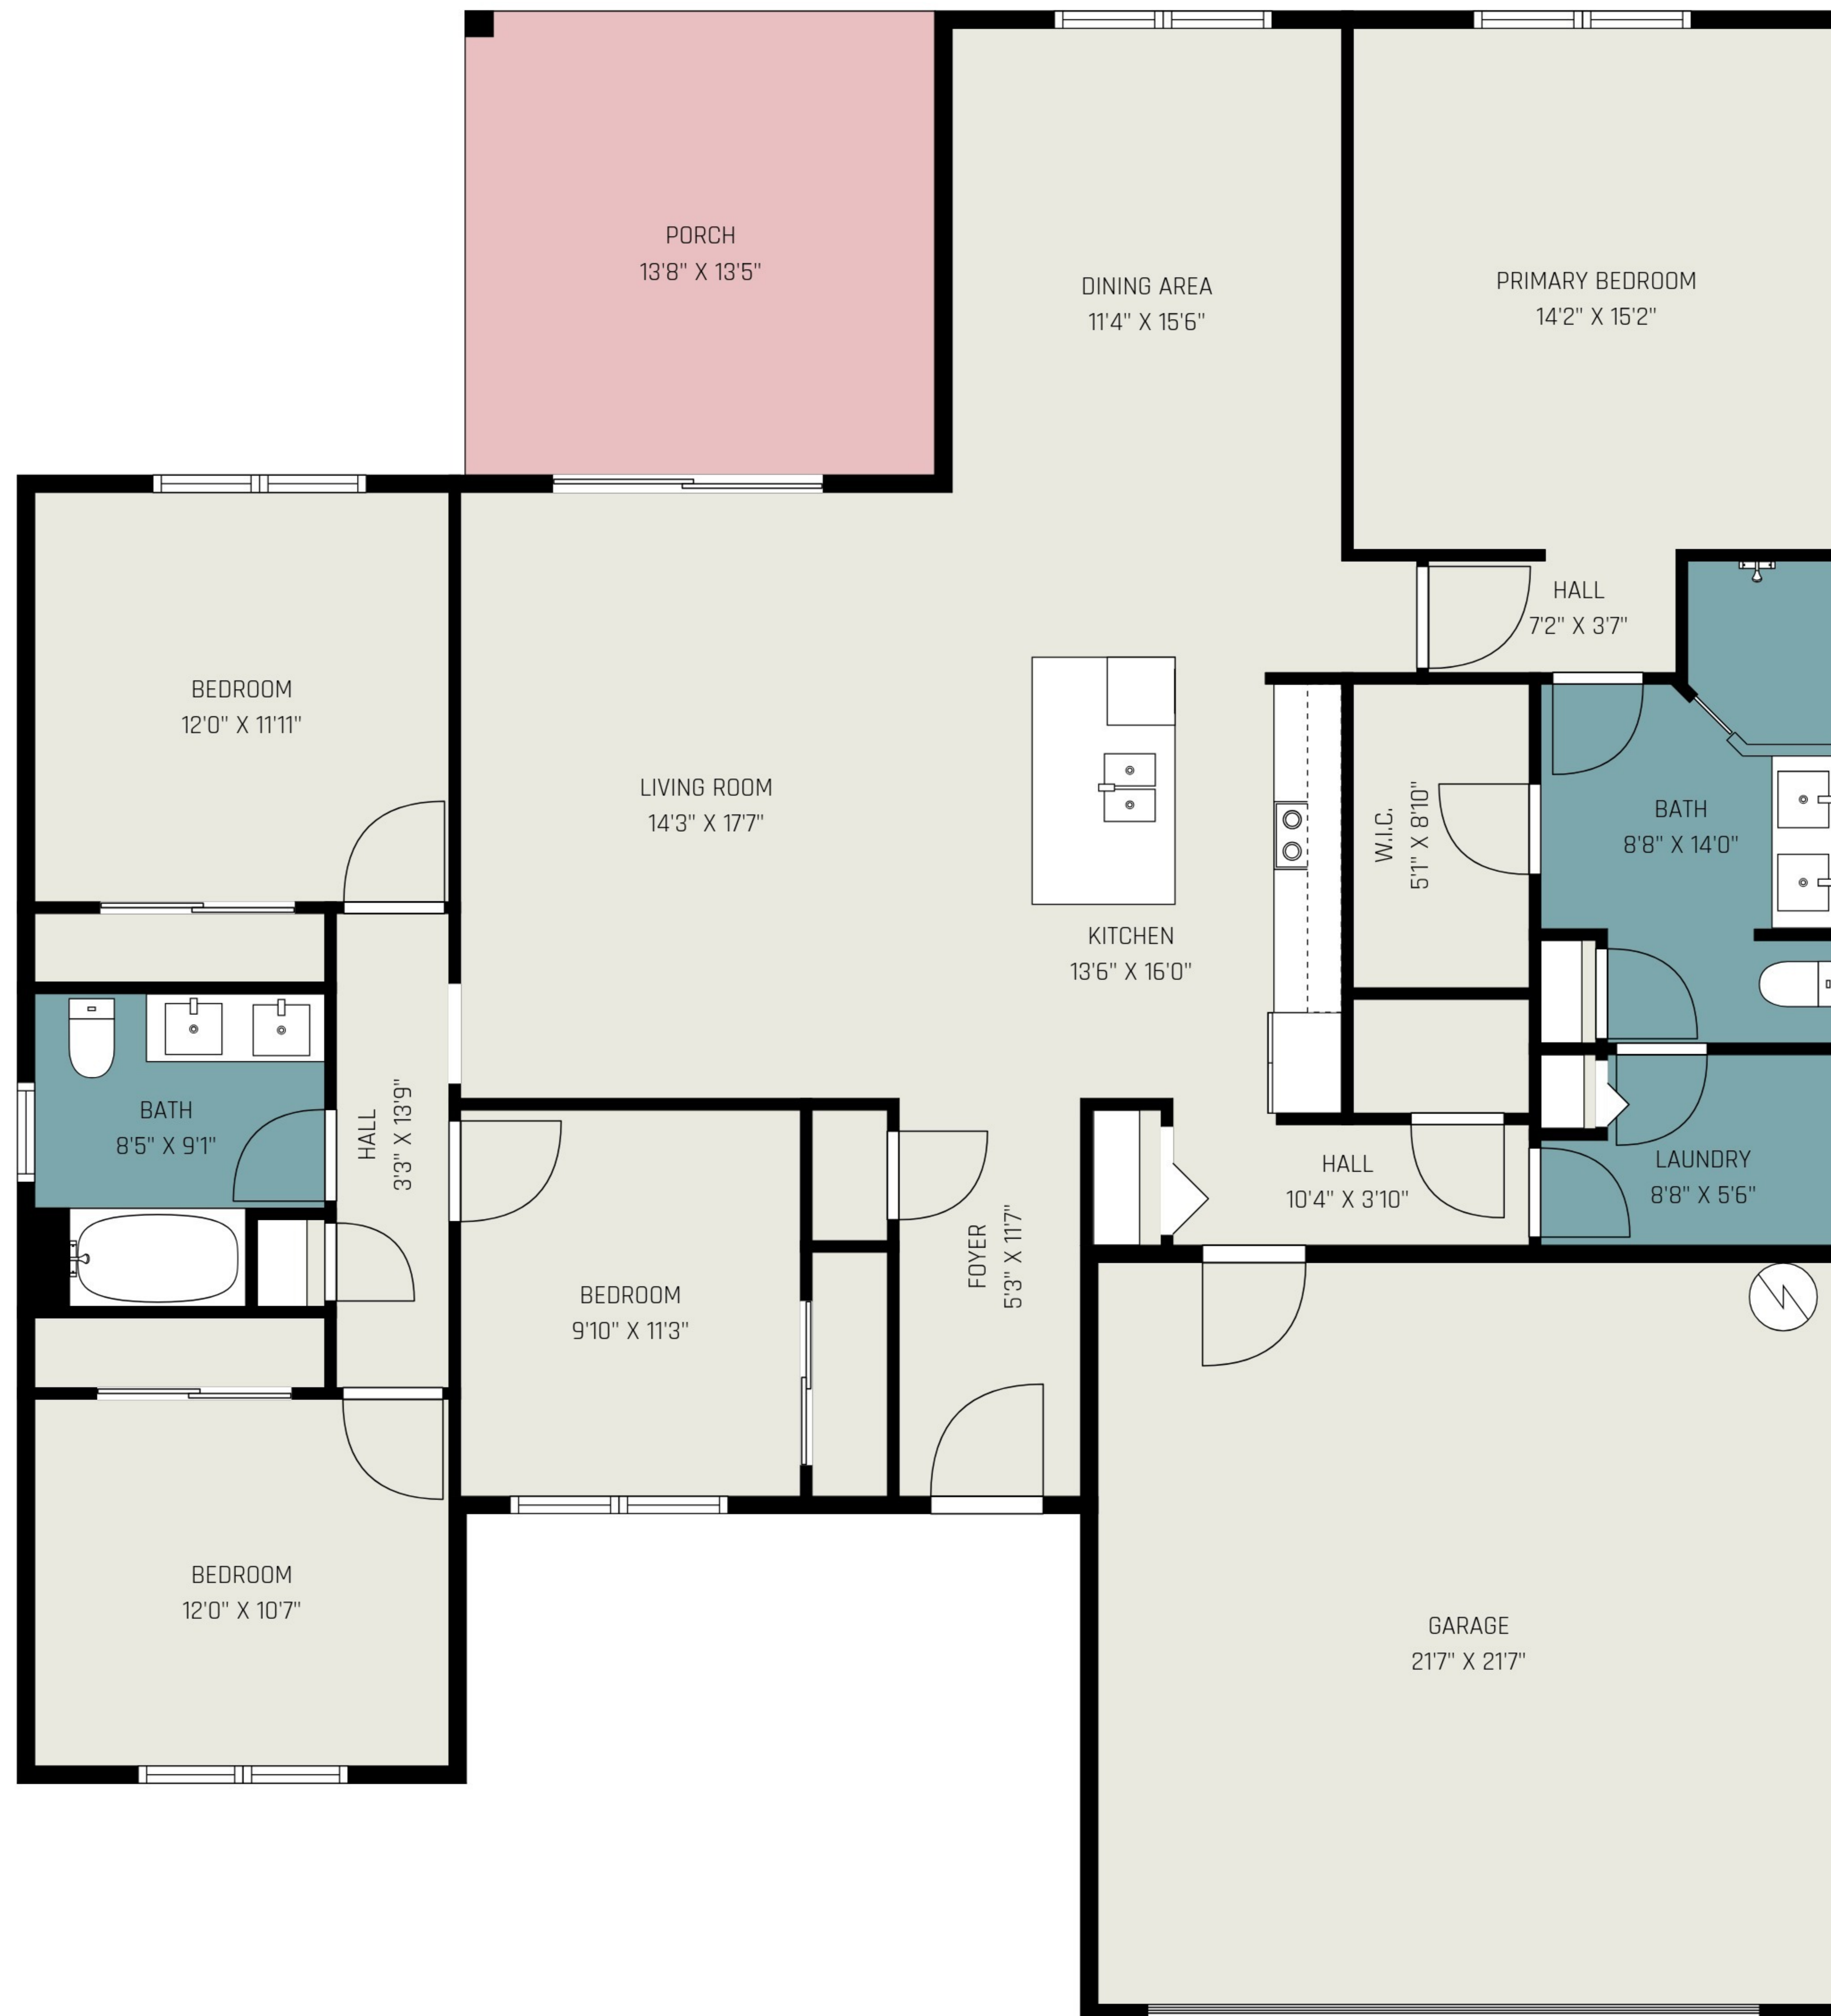 PORCH
13'8" X 13'5"
DINING AREA
11'4" X 15'6"
PRIMARY BEDROOM
14'2" X 15'2"
HALL
7'2" X 3'7"
BEDROOM
12'0" X 11'11"
LIVING ROOM
14'3" X 17'7"
W.I.C.
5'1" X 8'10"
BATH
8'8" X 14'0"
KITCHEN
13'6" X 16'0"
BATH
8'5" X 9'1"
HALL
3'3" X 13'9"
HALL
10'4" X 3'10"
LAUNDRY
8'8" X 5'6"
FOYER
5'3" X 11'7"
BEDROOM
9'10" X 11'3"
BEDROOM
12'0" X 10'7"
GARAGE
21'7" X 21'7"